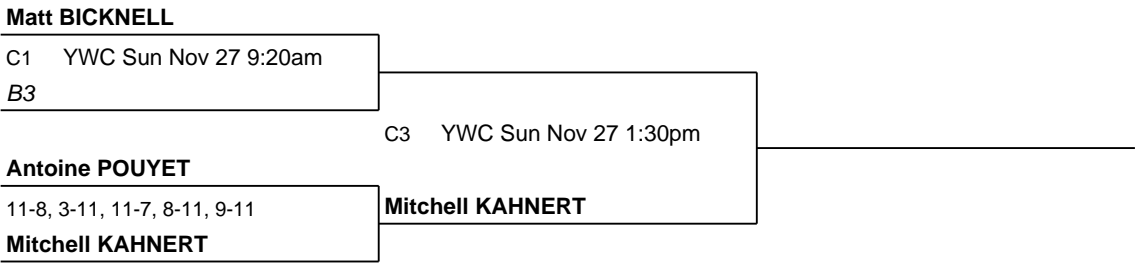 Matt BICKNELL
C1 YWC Sun Nov 27 9:20am
B3
C3 YWC Sun Nov 27 1:30pm
Antoine POUYET
11-8, 3-11, 11-7, 8-11, 9-11
Mitchell KAHNERT
Mitchell KAHNERT